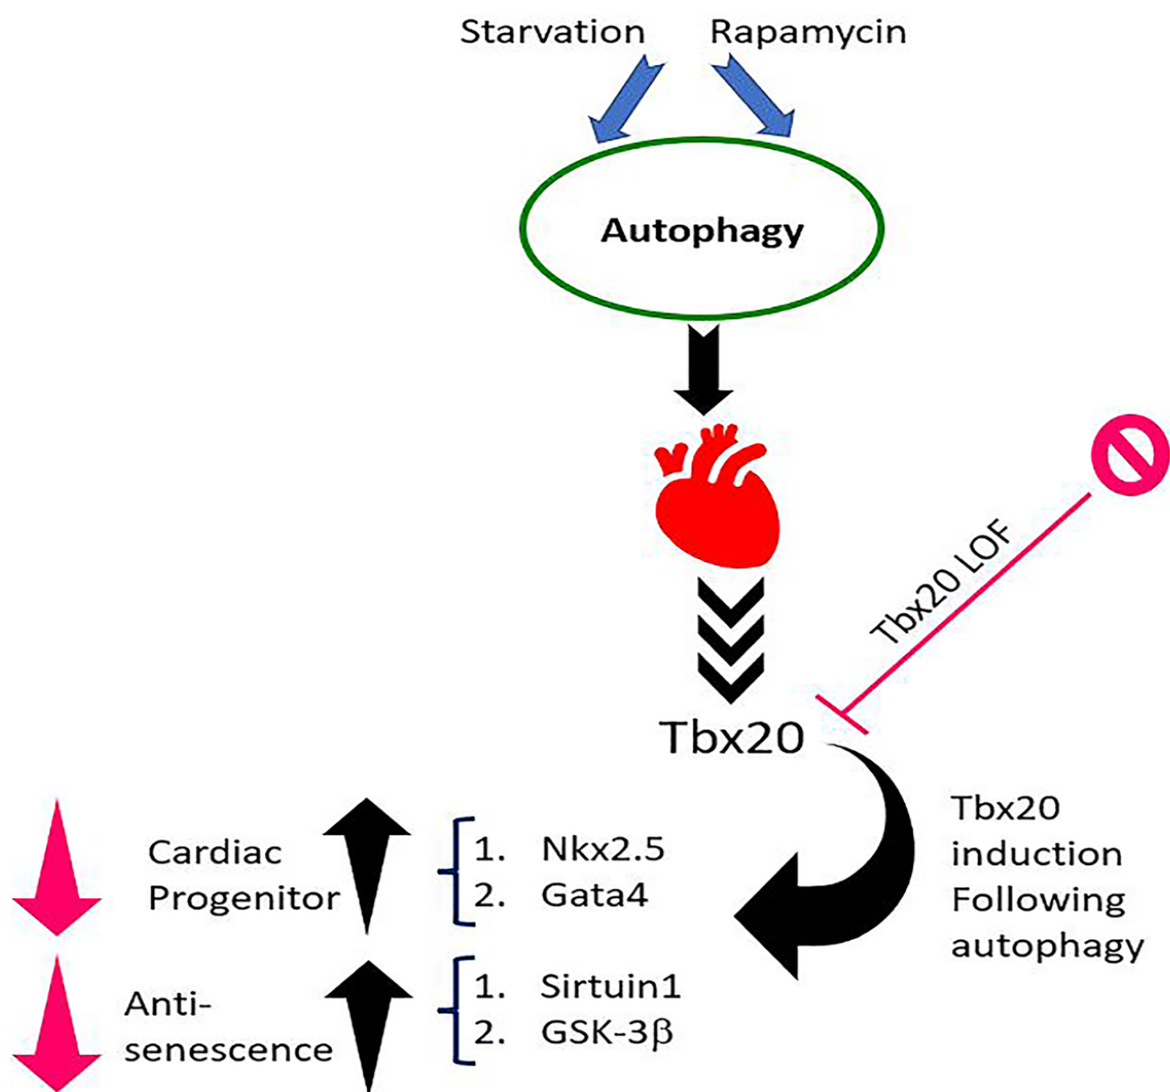 Starvation Rapamycin
Autophagy
Tbx20 LOF
Tbx20
Tbx20
induction
Following
autophagy
Cardiac
Progenitor
1. Nkx2.5
2. Gata4
Anti-
senescence
1. Sirtuin1
2. GSK-3β